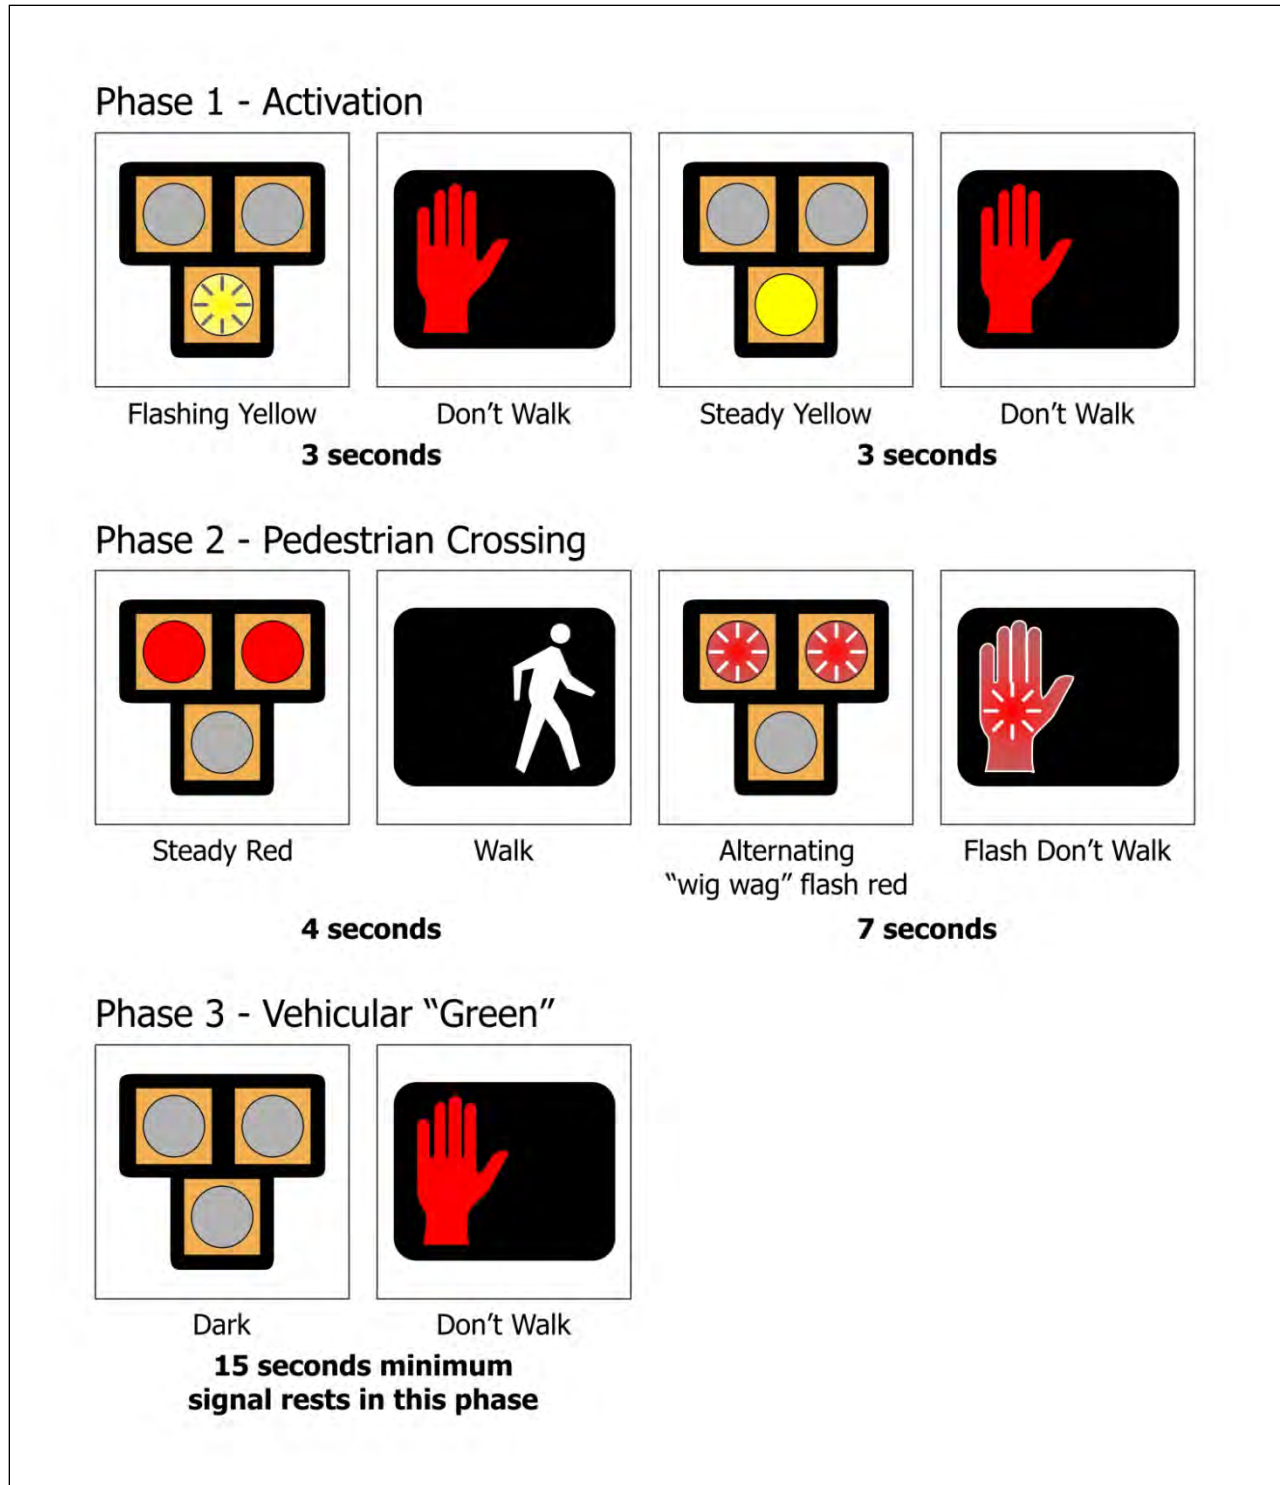 Phase 1 - Activation
Flashing Yellow
Don't Walk
Steady Yellow
Don't Walk
3 seconds
3 seconds
Phase 2 - Pedestrian Crossing
Steady Red
Walk
Alternating
"wig wag" flash red
Flash Don't Walk
4 seconds
7 seconds
Phase 3 - Vehicular "Green"
Dark
Don't Walk
15 seconds minimum
signal rests in this phase